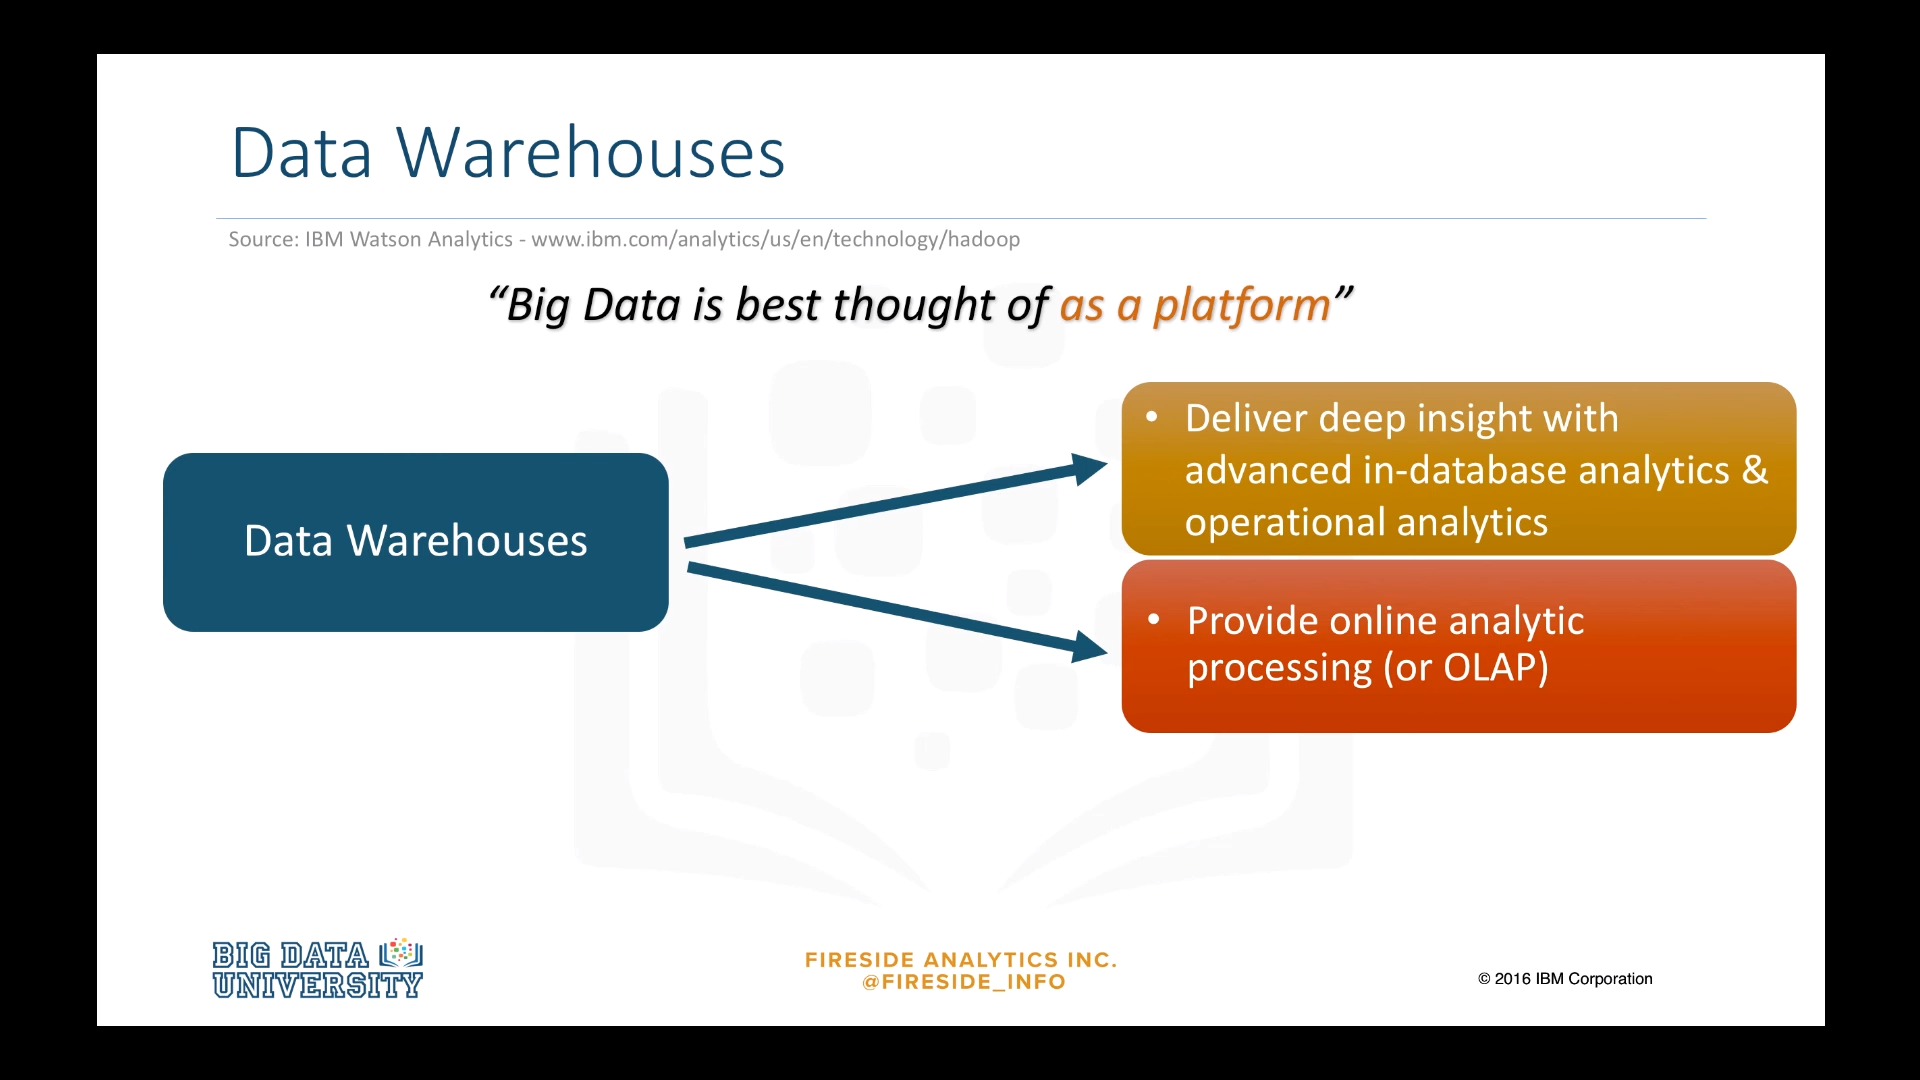 Data Warehouses
Source: IBM Watson Analytics - www.ibm.com/analytics/us/en/technology/hadoop
“Big Data is best thought of as a platform”
Data Warehouses
• Deliver deep insight with
advanced in-database analytics &
operational analytics
• Provide online analytic
processing (or OLAP)
BIG DATA
UNIVERSITY
FIRESIDE ANALYTICS INC.
@FIRESIDE_INFO
© 2016 IBM Corporation